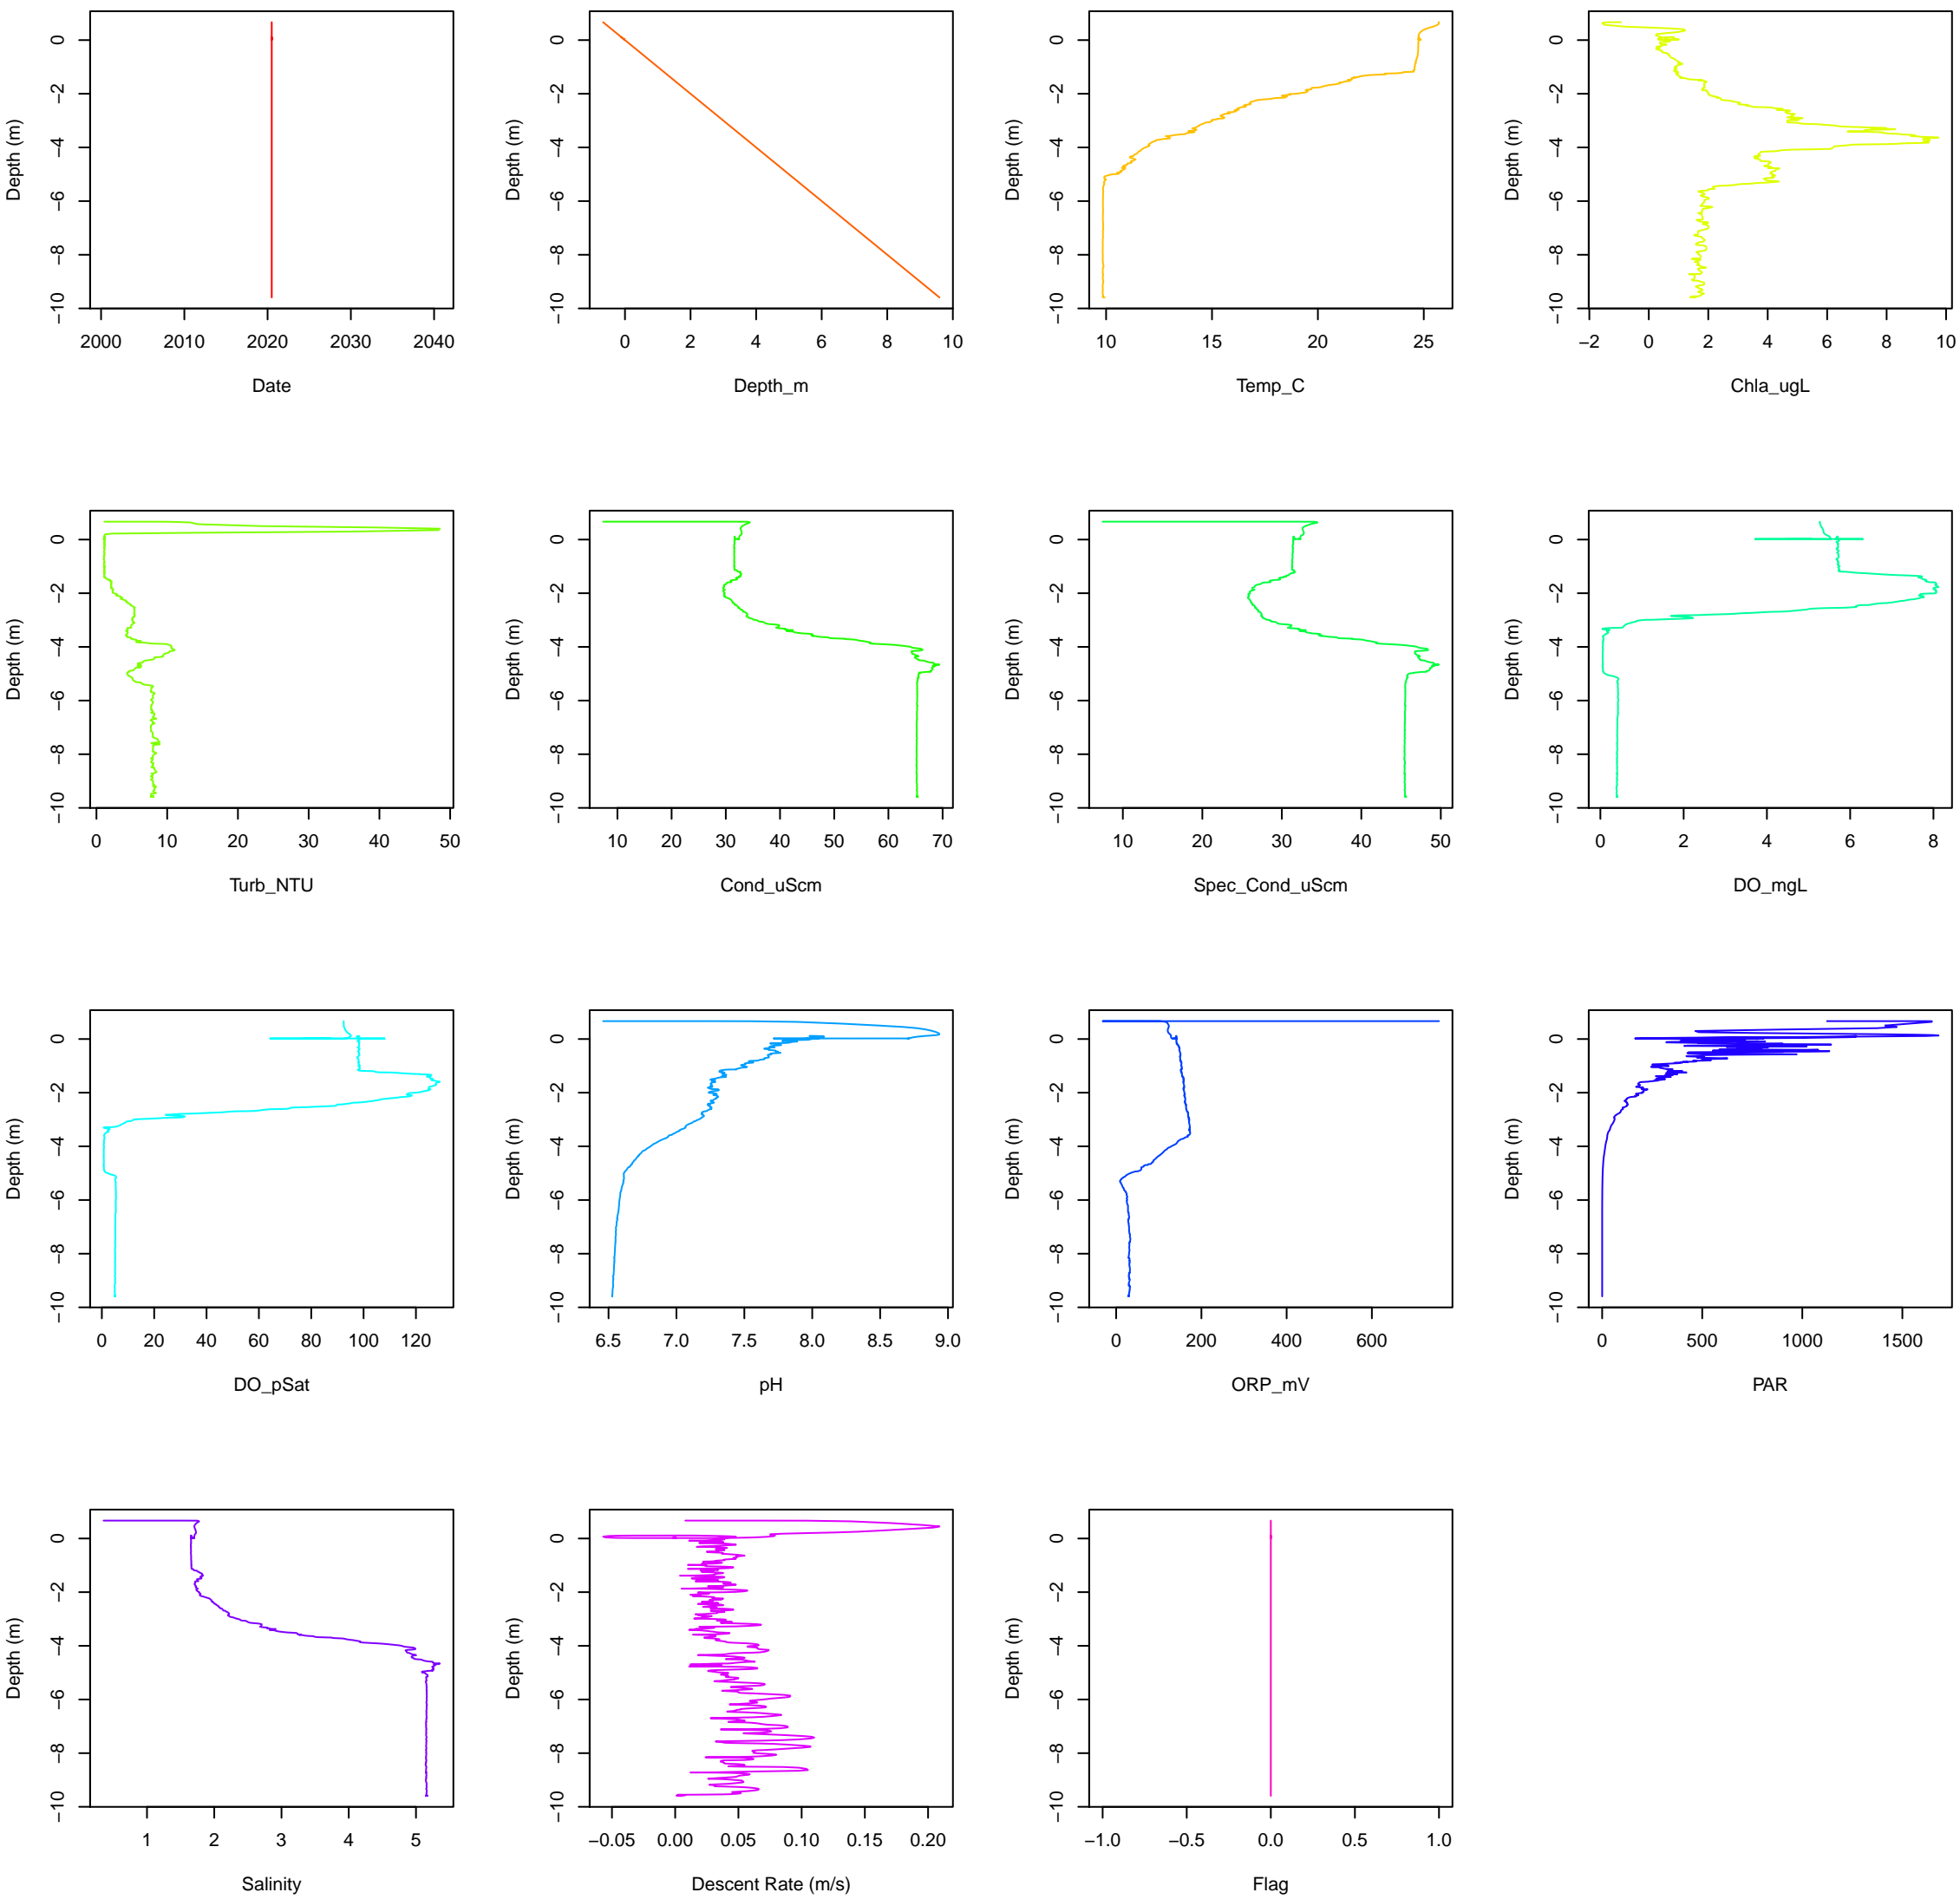 Depth (m)
0
−2
−4
−6
−8
−10
2000 2010 2020 2030 2040
Date
Depth (m)
0
−2
−4
−6
−8
−10
0 2 4 6 8 10
Depth_m
Depth (m)
0
−2
−4
−6
−8
−10
10 15 20 25
Temp_C
Depth (m)
0
−2
−4
−6
−8
−10
−2 0 2 4 6 8 10
Chla_ugL
Depth (m)
0
−2
−4
−6
−8
−10
0 10 20 30 40 50
Turb_NTU
Depth (m)
0
−2
−4
−6
−8
−10
10 20 30 40 50 60 70
Cond_uScm
Depth (m)
0
−2
−4
−6
−8
−10
10 20 30 40 50
Spec_Cond_uScm
Depth (m)
0
−2
−4
−6
−8
−10
0 2 4 6 8
DO_mgL
Depth (m)
0
−2
−4
−6
−8
−10
0 20 40 60 80 100 120
DO_pSat
Depth (m)
0
−2
−4
−6
−8
−10
6.5 7.0 7.5 8.0 8.5 9.0
pH
Depth (m)
0
−2
−4
−6
−8
−10
0 200 400 600
ORP_mV
Depth (m)
0
−2
−4
−6
−8
−10
0 500 1000 1500
PAR
Depth (m)
0
−2
−4
−6
−8
−10
1 2 3 4 5
Salinity
Depth (m)
0
−2
−4
−6
−8
−10
−0.05 0.00 0.05 0.10 0.15 0.20
Descent Rate (m/s)
Depth (m)
0
−2
−4
−6
−8
−10
−1.0 −0.5 0.0 0.5 1.0
Flag